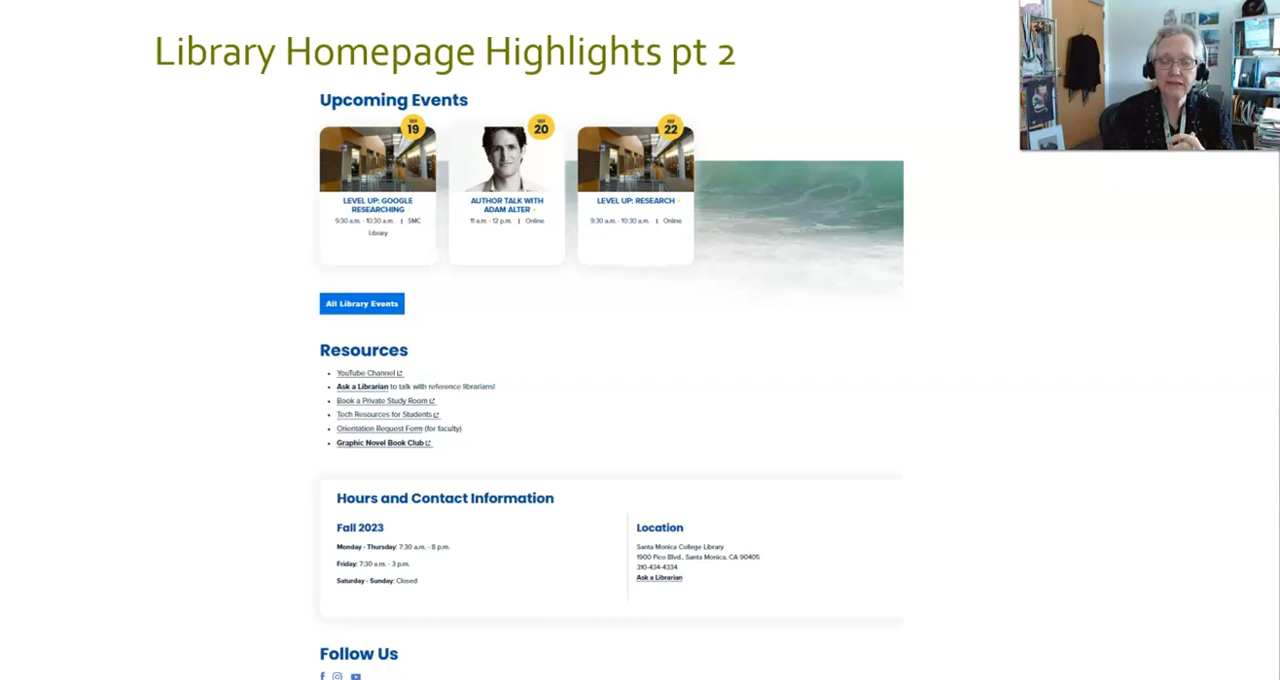 Library Homepage Highlights pt 2
Upcoming Events
SEP
19
SEP
20
SEP
22
LEVEL UP: GOOGLE
RESEARCHING
9:30 a.m. - 10:30 a.m. | SMC
Library
AUTHOR TALK WITH
ADAM ALTER
11 a.m. - 12 p.m. | Online
LEVEL UP: RESEARCH
9:30 a.m. - 10:30 a.m. | Online
All Library Events
Resources
YouTube Channel
Ask a Librarian to talk with reference librarians!
Book a Private Study Room
Tech Resources for Students
Orientation Request Form (for faculty)
Graphic Novel Book Club
Hours and Contact Information
Fall 2023
Monday - Thursday: 7:30 a.m. - 8 p.m.
Friday: 7:30 a.m. - 3 p.m.
Saturday - Sunday: Closed
Location
Santa Monica College Library
1900 Pico Blvd., Santa Monica, CA 90405
310-434-4334
Ask a Librarian
Follow Us